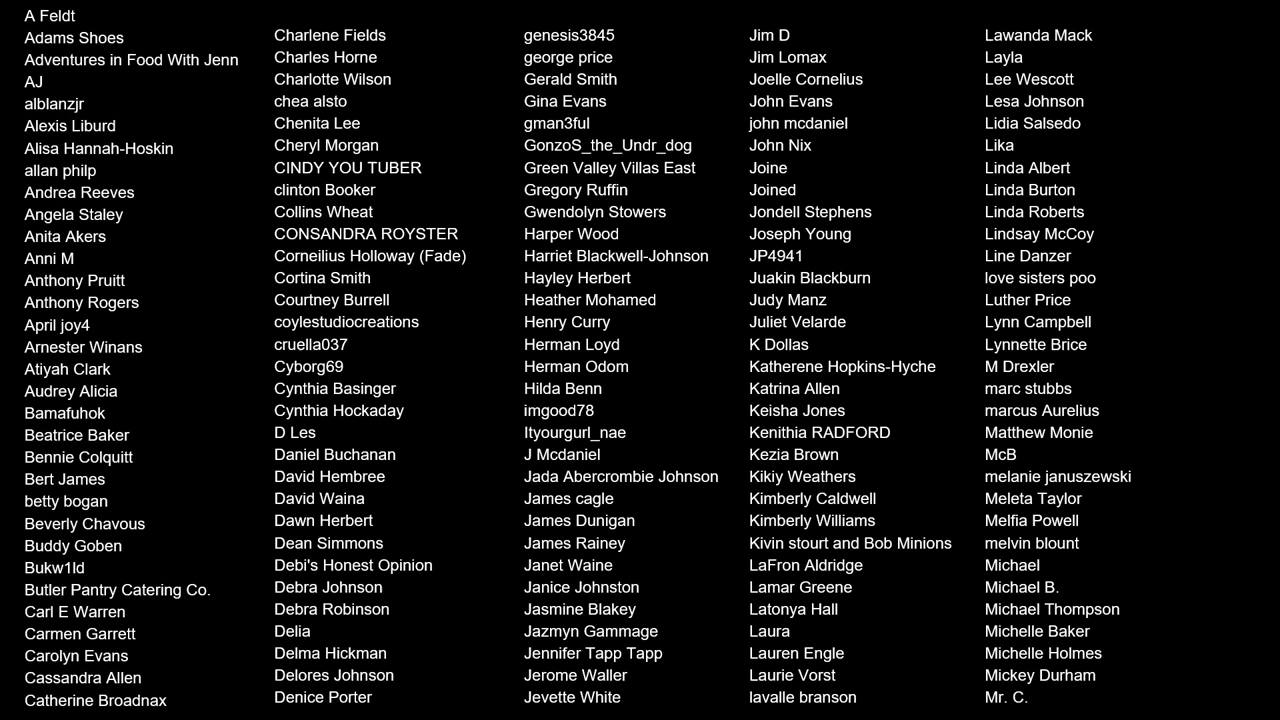 A Feldt
Adams Shoes
Adventures in Food With Jenn
AJ
alblanzjr
Alexis Liburd
Alisa Hannah-Hoskin
allan philp
Andrea Reeves
Angela Staley
Anita Akers
Anni M
Anthony Pruitt
Anthony Rogers
April joy4
Arnester Winans
Atiyah Clark
Audrey Alicia
Bamafuhok
Beatrice Baker
Bennie Colquitt
Bert James
betty bogan
Beverly Chavous
Buddy Goben
Bukw1ld
Butler Pantry Catering Co.
Carl E Warren
Carmen Garrett
Carolyn Evans
Cassandra Allen
Catherine Broadnax
Charlene Fields
Charles Horne
Charlotte Wilson
chea alsto
Chenita Lee
Cheryl Morgan
CINDY YOU TUBER
clinton Booker
Collins Wheat
CONSANDRA ROYSTER
Corneilius Holloway (Fade)
Cortina Smith
Courtney Burrell
coylestudiocreations
cruella037
Cyborg69
Cynthia Basinger
Cynthia Hockaday
D Les
Daniel Buchanan
David Hembree
David Waina
Dawn Herbert
Dean Simmons
Debi's Honest Opinion
Debra Johnson
Debra Robinson
Delia
Delma Hickman
Delores Johnson
Denice Porter
genesis3845
george price
Gerald Smith
Gina Evans
gman3ful
GonzoS_the_Undr_dog
Green Valley Villas East
Gregory Ruffin
Gwendolyn Stowers
Harper Wood
Harriet Blackwell-Johnson
Hayley Herbert
Heather Mohamed
Henry Curry
Herman Loyd
Herman Odom
Hilda Benn
imgood78
Ityourgurl_nae
J Mcdaniel
Jada Abercrombie Johnson
James cagle
James Dunigan
James Rainey
Janet Waine
Janice Johnston
Jasmine Blakey
Jazmyn Gammage
Jennifer Tapp Tapp
Jerome Waller
Jevette White
Jim D
Jim Lomax
Joelle Cornelius
John Evans
john mcdaniel
John Nix
Joine
Joined
Jondell Stephens
Joseph Young
JP4941
Juakin Blackburn
Judy Manz
Juliet Velarde
K Dollas
Katherene Hopkins-Hyche
Katrina Allen
Keisha Jones
Kenithia RADFORD
Kezia Brown
Kikiy Weathers
Kimberly Caldwell
Kimberly Williams
Kivin stourt and Bob Minions
LaFron Aldridge
Lamar Greene
Latonya Hall
Laura
Lauren Engle
Laurie Vorst
lavalle branson
Lawanda Mack
Layla
Lee Wescott
Lesa Johnson
Lidia Salsedo
Lika
Linda Albert
Linda Burton
Linda Roberts
Lindsay McCoy
Line Danzer
love sisters poo
Luther Price
Lynn Campbell
Lynnette Brice
M Drexler
marc stubbs
marcus Aurelius
Matthew Monie
McB
melanie januszewski
Meleta Taylor
Melfia Powell
melvin blount
Michael
Michael B.
Michael Thompson
Michelle Baker
Michelle Holmes
Mickey Durham
Mr. C.